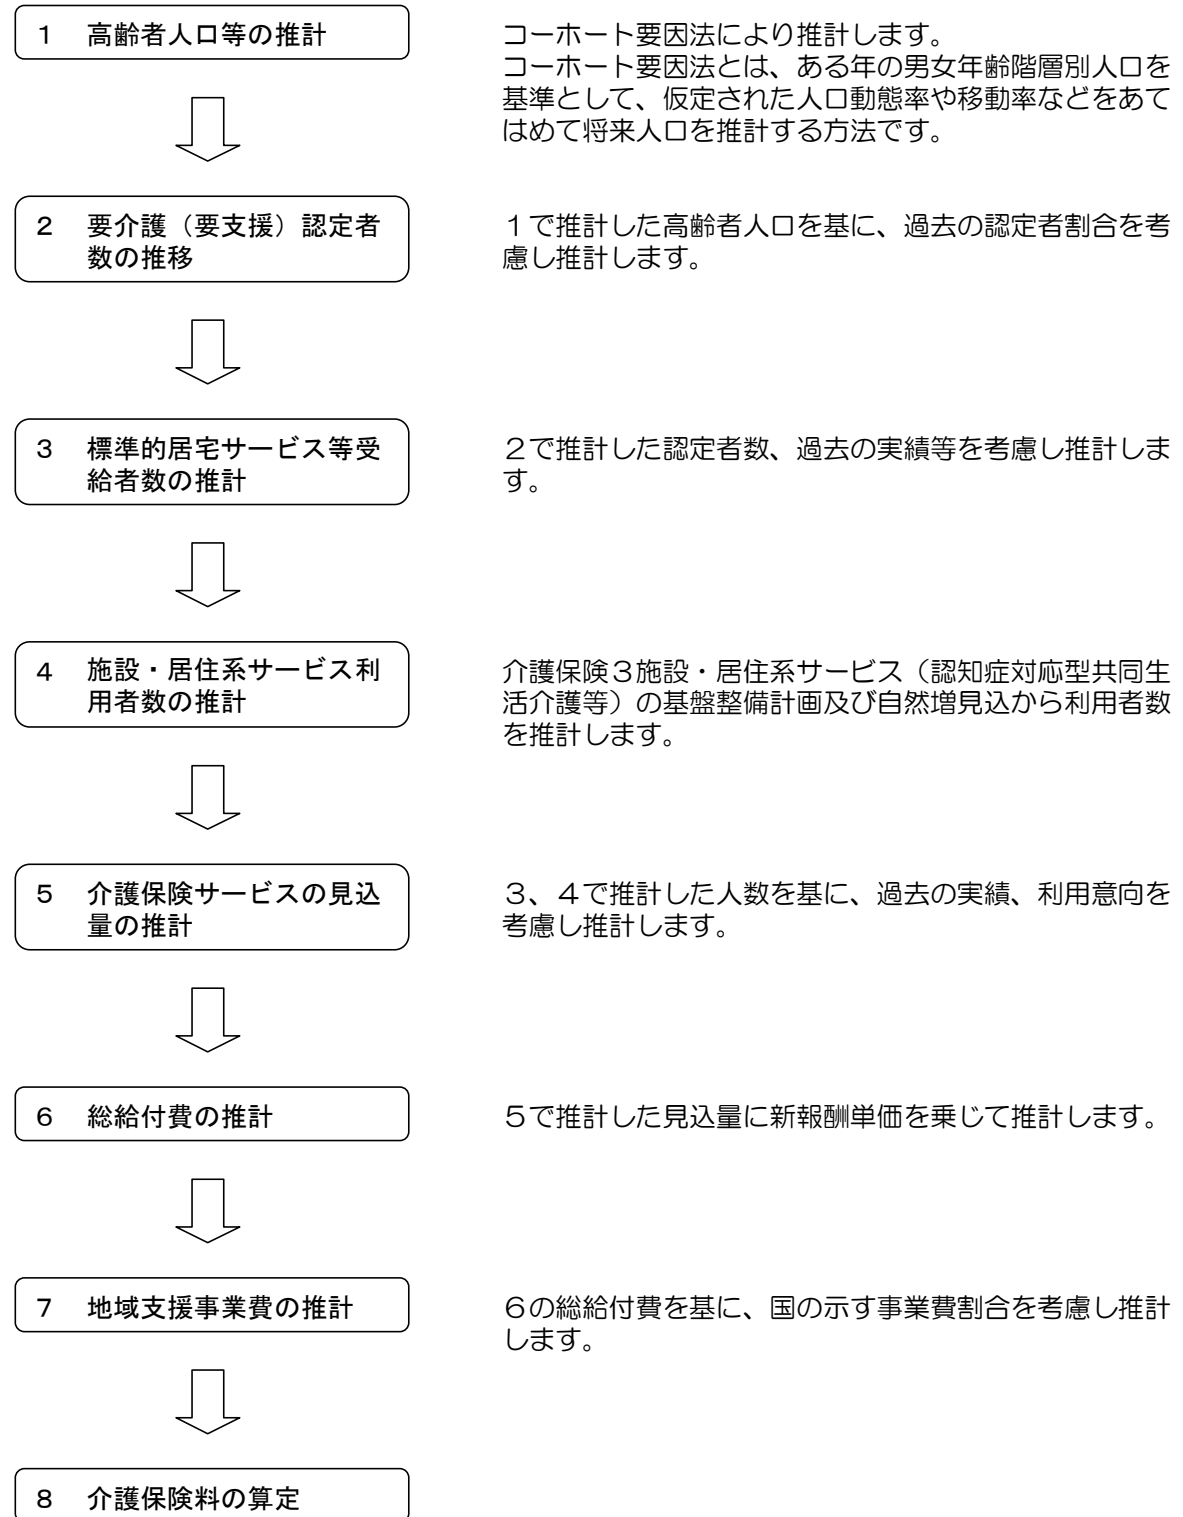 １　高齢者人口等の推計
コーホート要因法により推計します。
コーホート要因法とは、ある年の男女年齢階層別人口を
基準として、仮定された人口動態率や移動率などをあて
はめて将来人口を推計する方法です。
２　要介護（要支援）認定者
数の推移
１で推計した高齢者人口を基に、過去の認定者割合を考
慮し推計します。
３　標準的居宅サービス等受
給者数の推計
２で推計した認定者数、過去の実績等を考慮し推計しま
す。
４　施設・居住系サービス利
用者数の推計
介護保険３施設・居住系サービス（認知症対応型共同生
活介護等）の基盤整備計画及び自然増見込から利用者数
を推計します。
５　介護保険サービスの見込
量の推計
３、４で推計した人数を基に、過去の実績、利用意向を
考慮し推計します。
６　総給付費の推計
５で推計した見込量に新報酬単価を乗じて推計します。
７　地域支援事業費の推計
６の総給付費を基に、国の示す事業費割合を考慮し推計
します。
８　介護保険料の算定